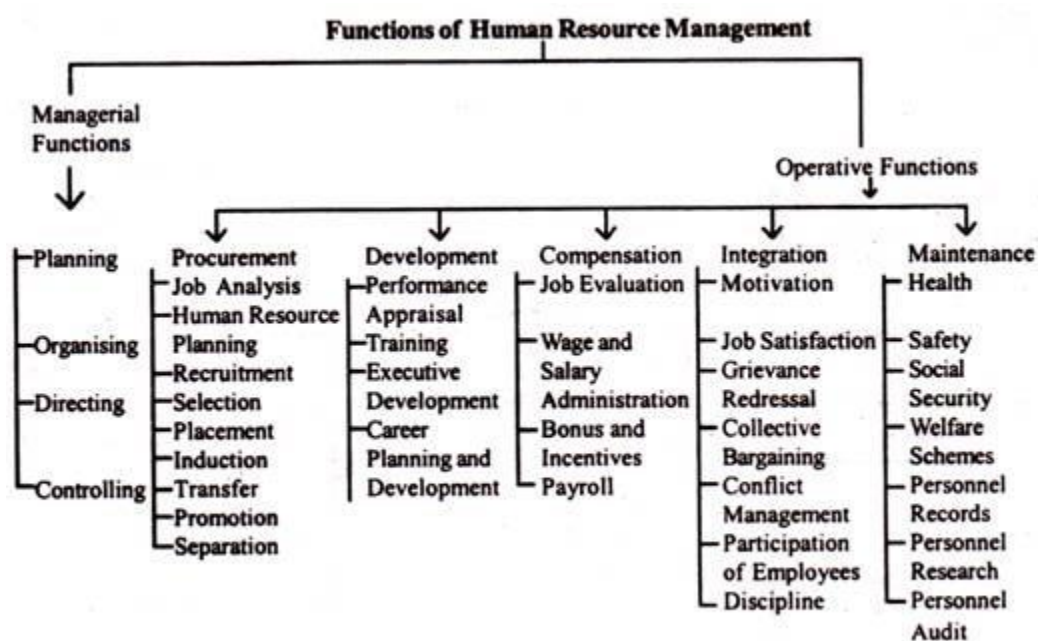 Functions of Human Resource Management
Managerial
Functions
Operative Functions
Planning
Organising
Directing
Controlling
Procurement
Job Analysis
Human Resource
Planning
Recruitment
Selection
Placement
Induction
Transfer
Promotion
Separation
Development
Performance
Appraisal
Training
Executive
Development
Career
Planning and
Development
Compensation
Job Evaluation
Wage and
Salary
Administration
Bonus and
Incentives
Payroll
Integration
Motivation
Job Satisfaction
Grievance
Redressal
Collective
Bargaining
Conflict
Management
Participation
of Employees
Discipline
Maintenance
Health
Safety
Social
Security
Welfare
Schemes
Personnel
Records
Personnel
Research
Personnel
Audit